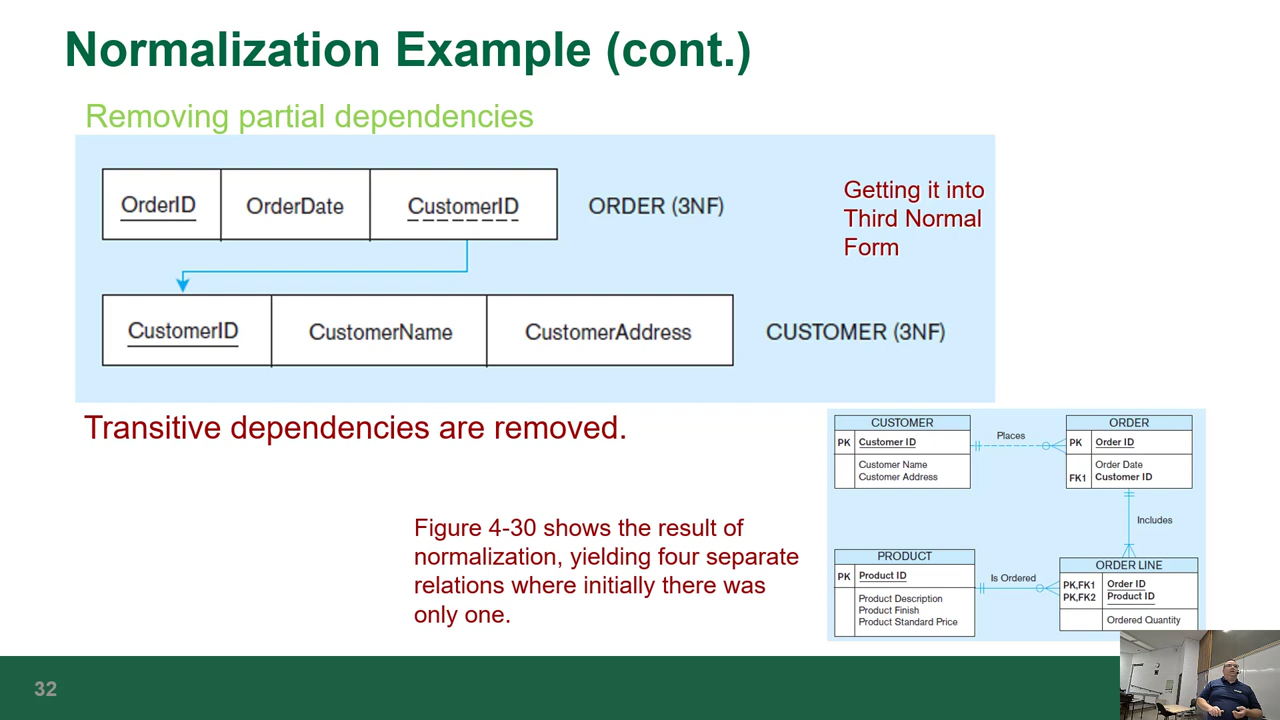 Normalization Example (cont.)
Removing partial dependencies
OrderID OrderDate CustomerID ORDER (3NF)
Getting it into
Third Normal
Form
CustomerID CustomerName CustomerAddress CUSTOMER (3NF)
Transitive dependencies are removed.
Figure 4-30 shows the result of
normalization, yielding four separate
relations where initially there was
only one.
CUSTOMER
PK Customer ID
Customer Name
Customer Address
Places
ORDER
PK Order ID
Order Date
FK1 Customer ID
Includes
PRODUCT
PK Product ID
Product Description
Product Finish
Product Standard Price
Is Ordered
ORDER LINE
PK,FK1 Order ID
PK,FK2 Product ID
Ordered Quantity
32